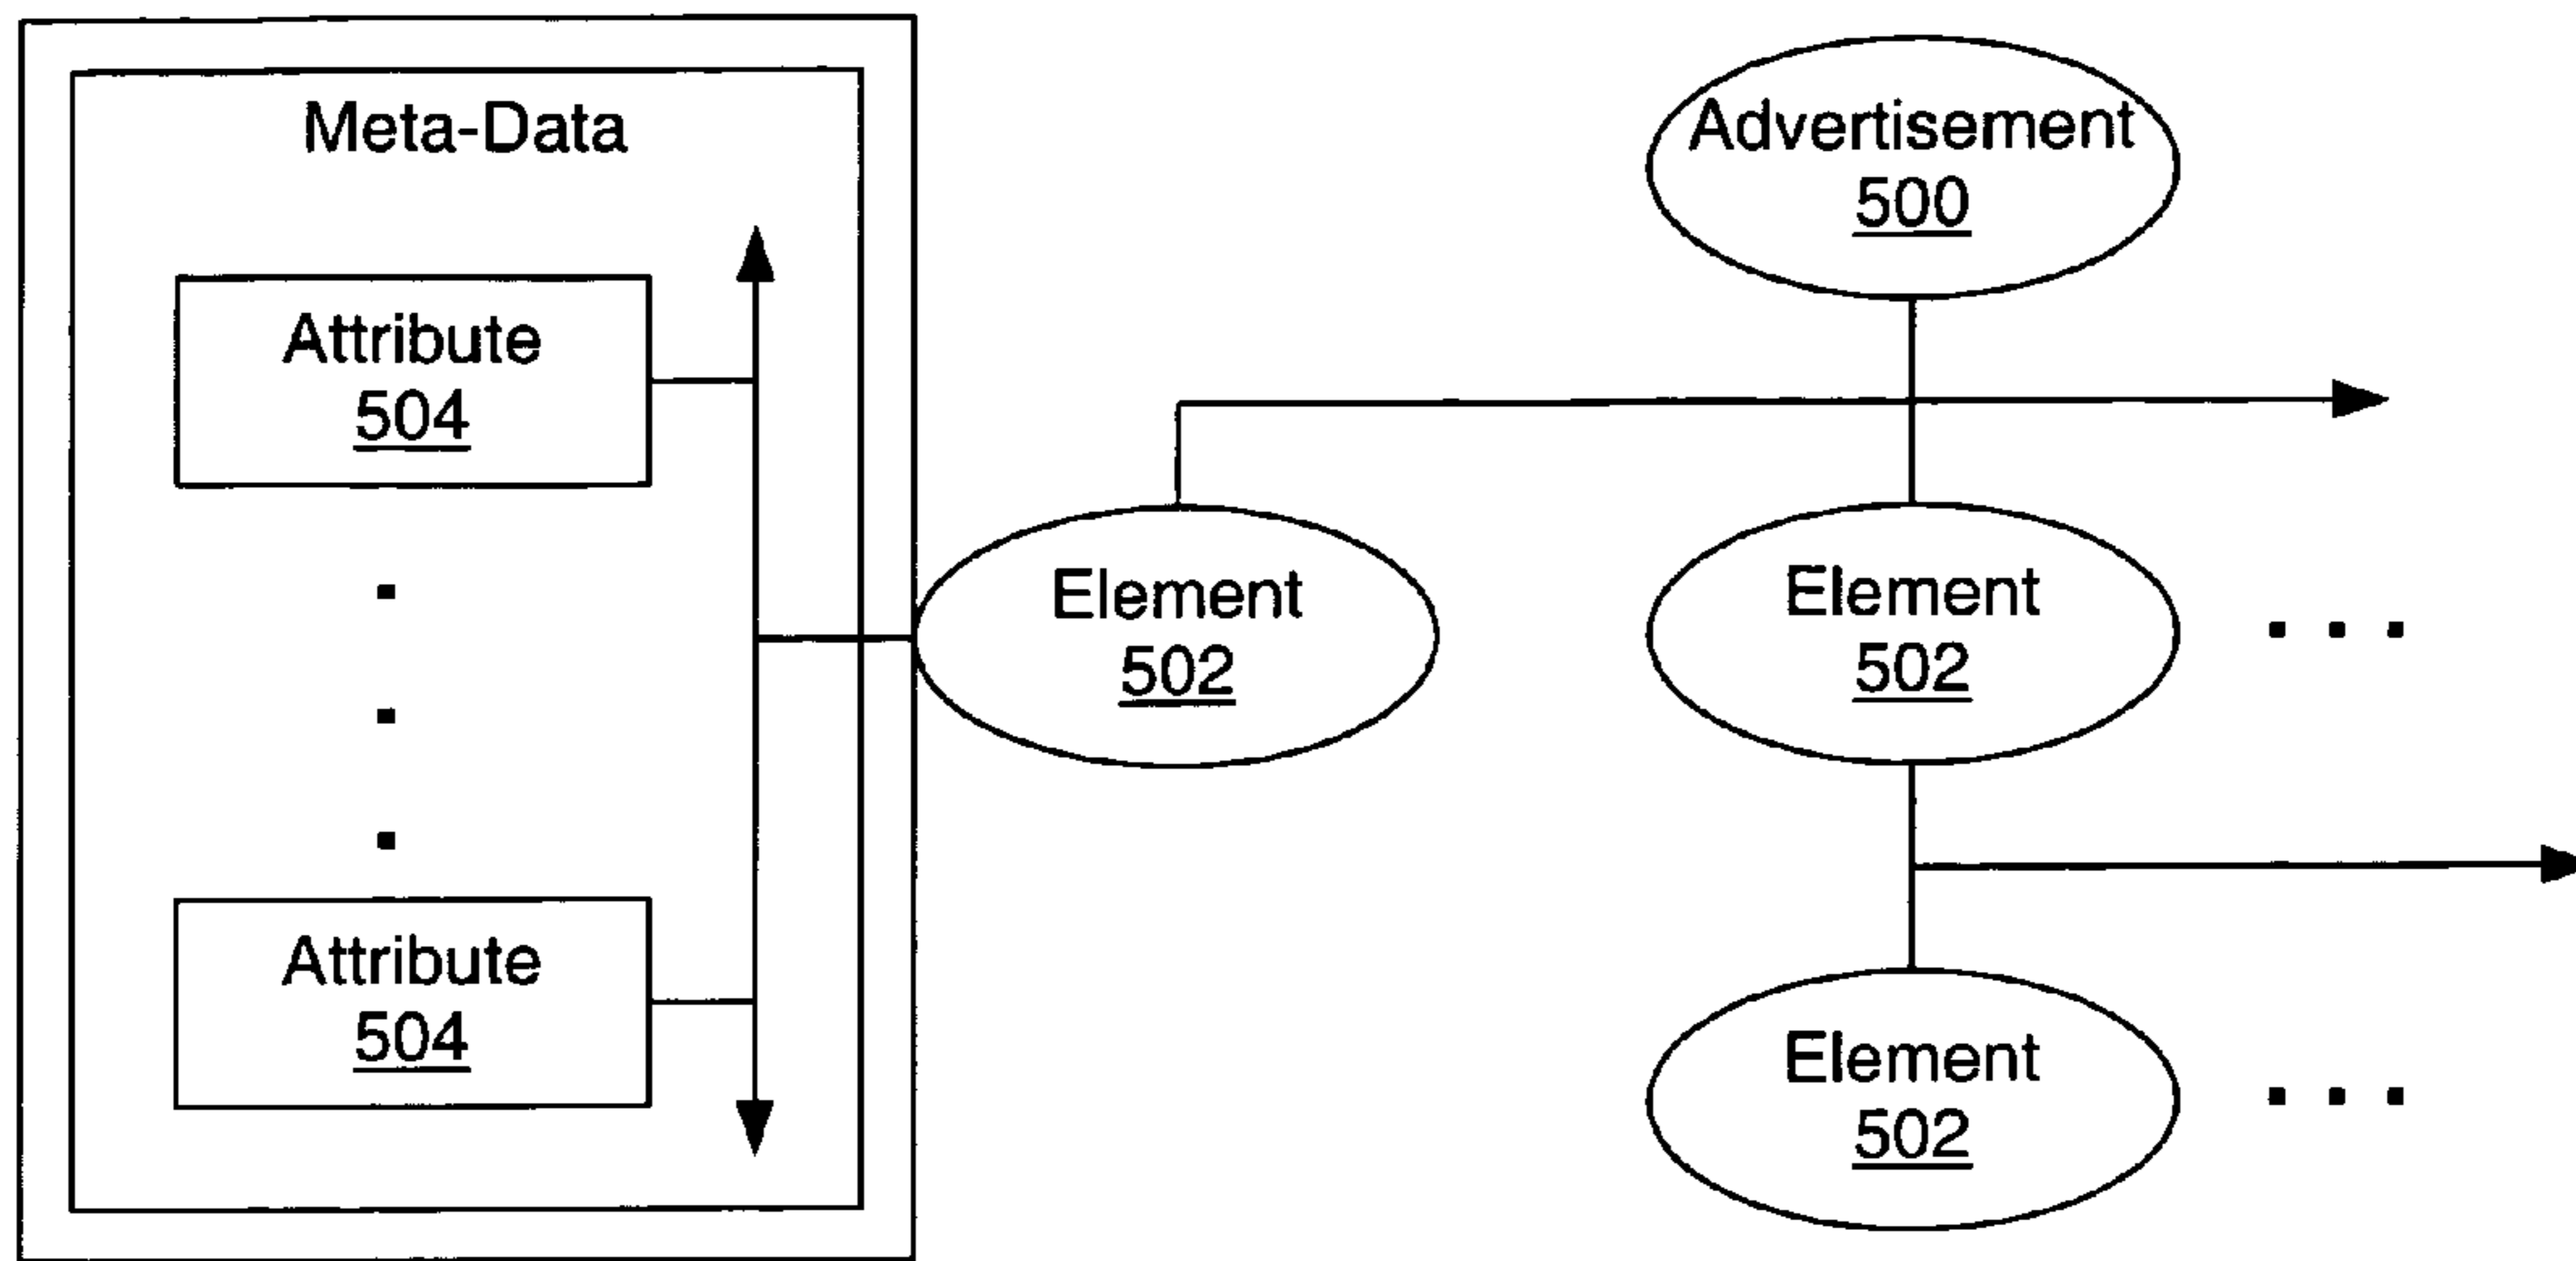 Meta-Data
Attribute
504
Attribute
504
Advertisement
500
Element
502
Element
502
Element
502